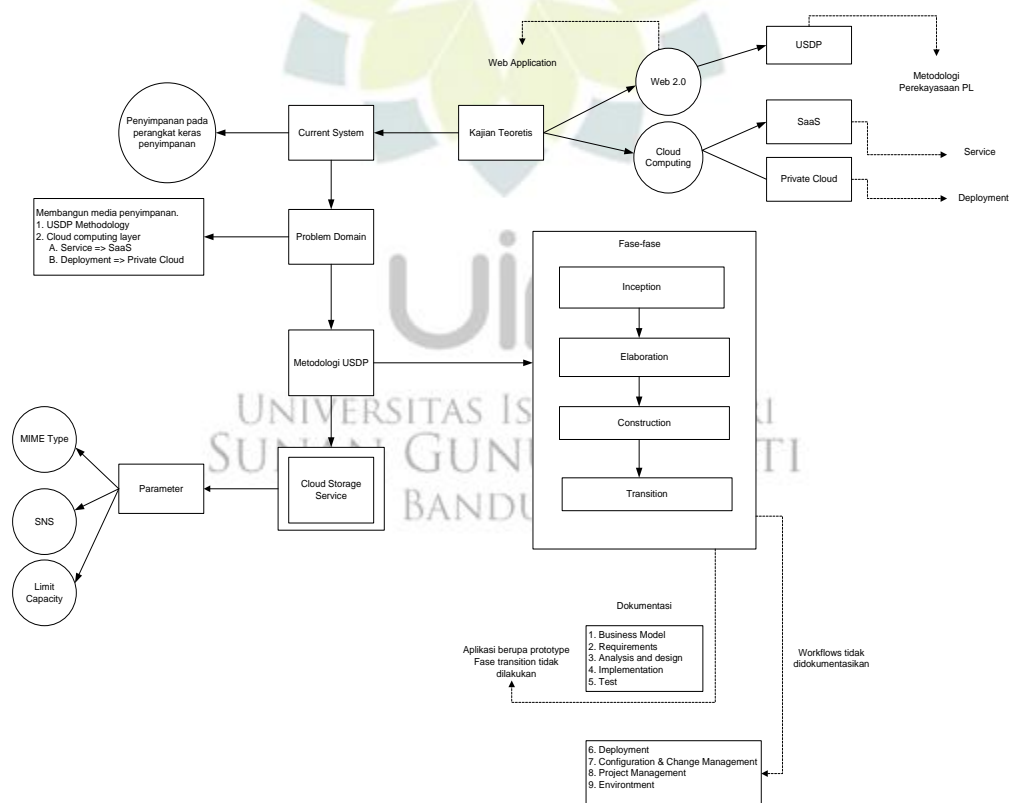 Web Application
Web 2.0
USDP
Metodologi
Perekayasaan PL
Penyimpanan pada
perangkat keras
penyimpanan
Current System
Kajian Teoretis
Cloud
Computing
SaaS
Service
Private Cloud
Deployment
Membangun media penyimpanan.
1. USDP Methodology
2. Cloud computing layer
A. Service => SaaS
B. Deployment => Private Cloud
Problem Domain
Fase-fase
Inception
Elaboration
Construction
Transition
Metodologi USDP
Cloud Storage
Service
Parameter
MIME Type
SNS
Limit
Capacity
UNIVERSITAS
SUNAN
Dokumentasi
1. Business Model
2. Requirements
3. Analysis and design
4. Implementation
5. Test
Aplikasi berupa prototype
Fase transition tidak
dilakukan
Workflows tidak
didokumentasikan
6. Deployment
7. Configuration & Change Management
8. Project Management
9. Environtment